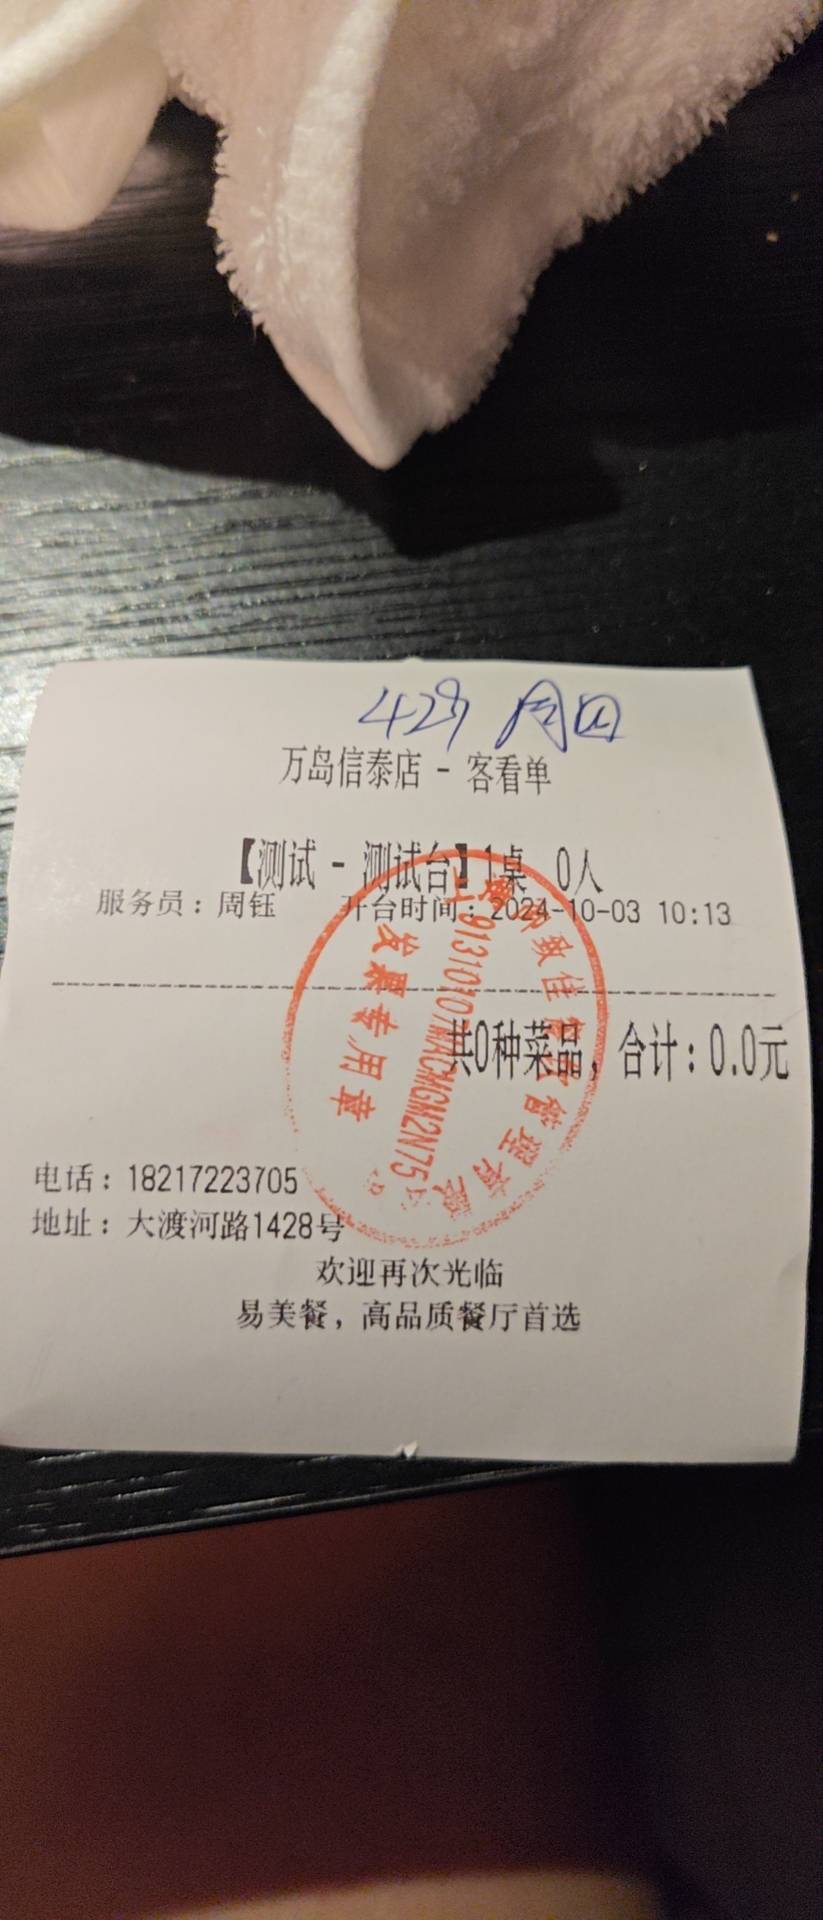 万岛信泰店 - 客看单
【测试 - 测试台】1桌 0人
服务员：周钰 开台时间：2024-10-03 10:13
共0种菜品，合计：0.0元
电话：18217223705
地址：大渡河路1428号
欢迎再次光临
易美餐，高品质餐厅首选
发票专用章